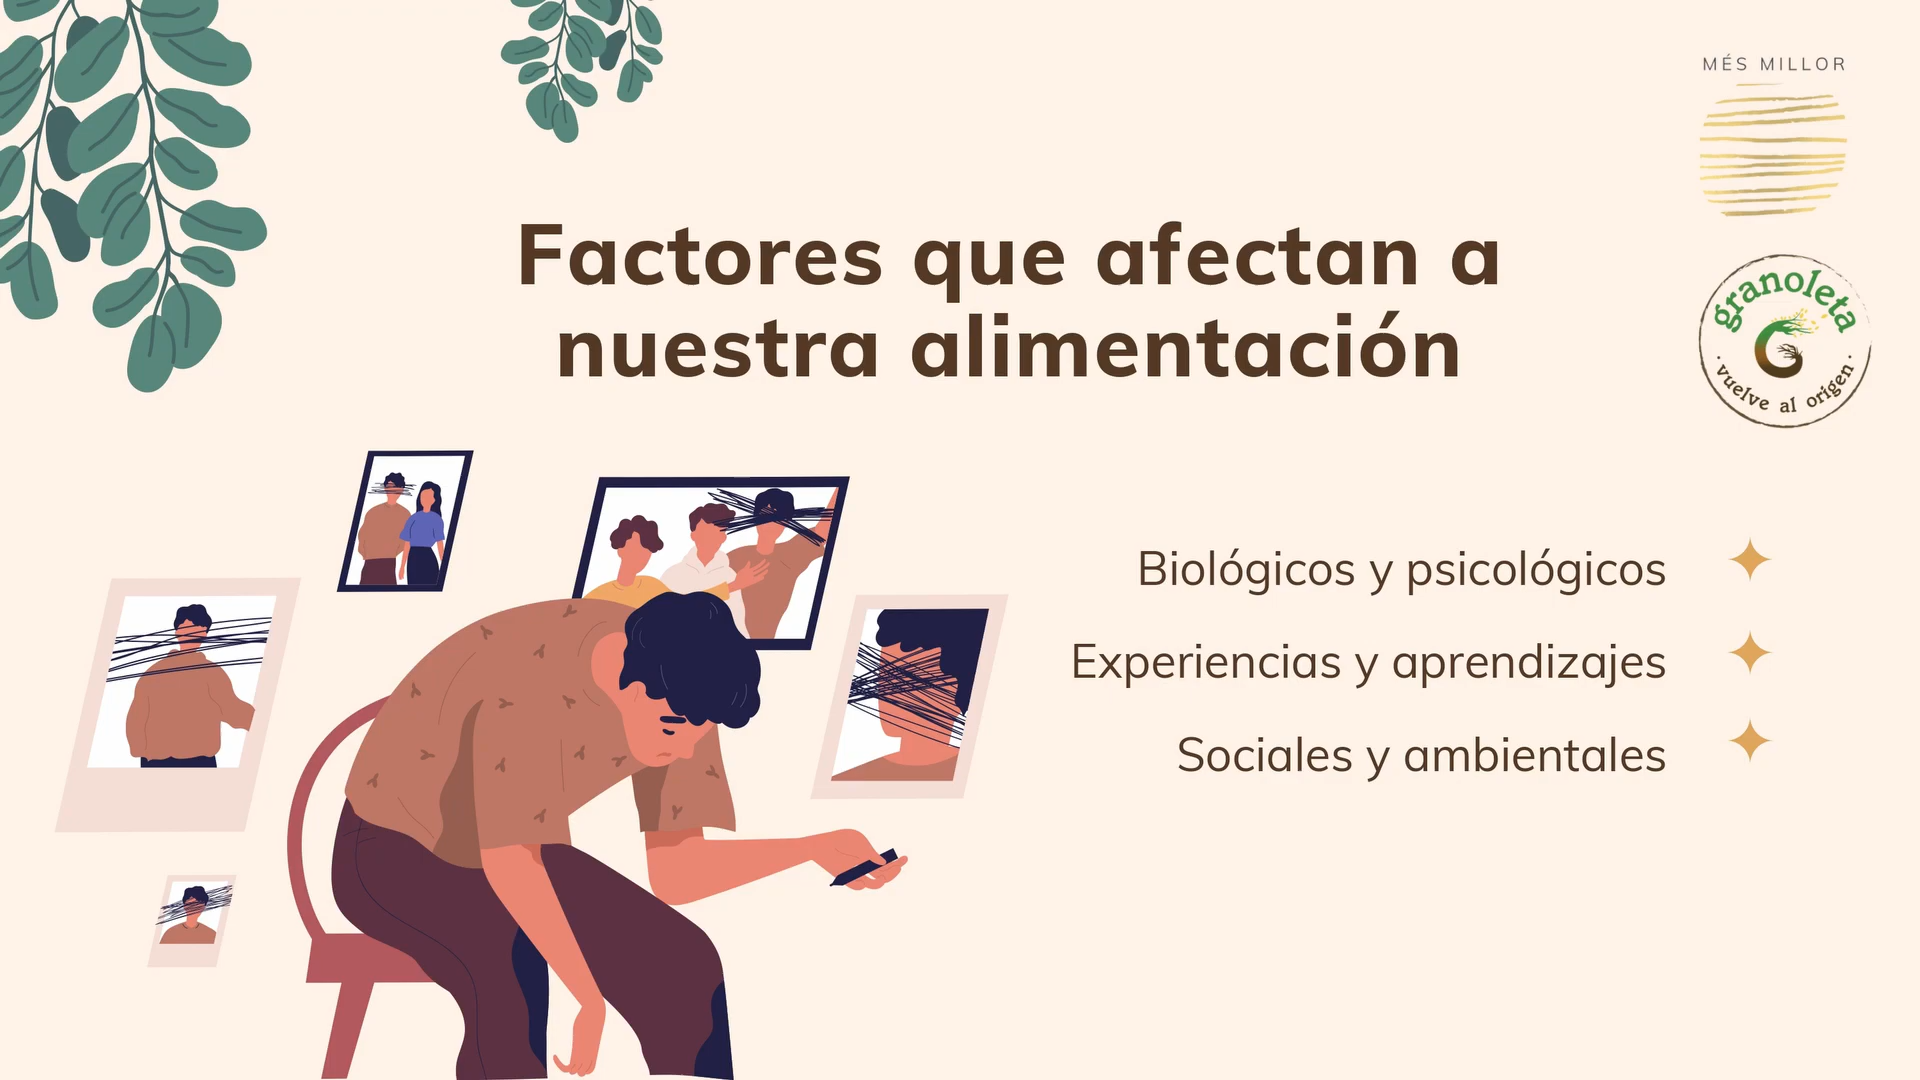 MÉS MILLOR
granoleta
· vuelve al origen ·
Factores que afectan a
nuestra alimentación
Biológicos y psicológicos
Experiencias y aprendizajes
Sociales y ambientales